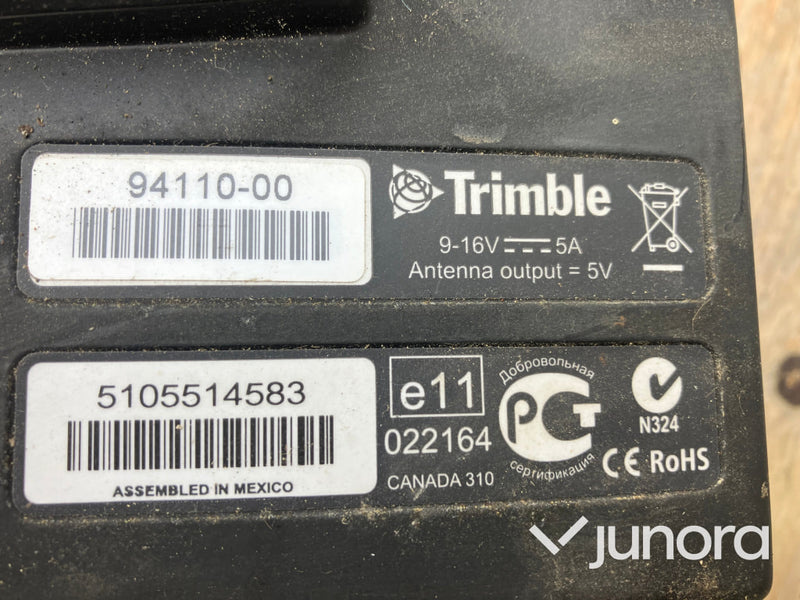 94110-00
Trimble
9-16V 5A
Antenna output = 5V
5105514583
ASSEMBLED IN MEXICO
e11
022164
CANADA 310
Добровольная
РСТ
сертификация
N324
CE RoHS
junora